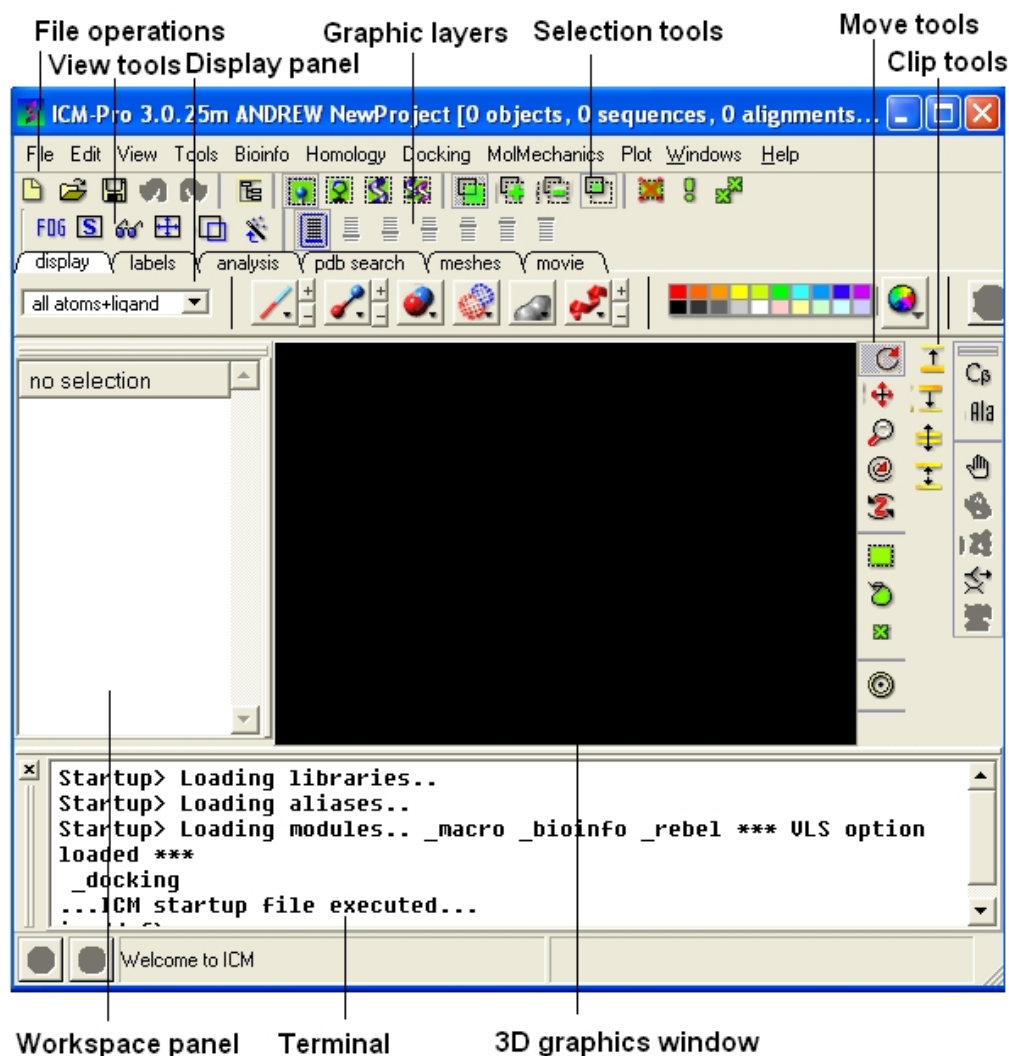 File operations
Graphic layers
Selection tools
Move tools
View tools
Display panel
Clip tools
ICM-Pro 3.0.25m ANDREW NewProject [0 objects, 0 sequences, 0 alignments...
File Edit View Tools Bioinfo Homology Docking MolMechanics Plot Windows Help
FOG S
display labels analysis pdb search meshes movie
all atoms+ligand
no selection
Cβ
Ala
Startup> Loading libraries..
Startup> Loading aliases..
Startup> Loading modules.. _macro _bioinfo _rebel *** VLS option
loaded ***
_docking
...ICM startup file executed...
Welcome to ICM
Workspace panel
Terminal
3D graphics window